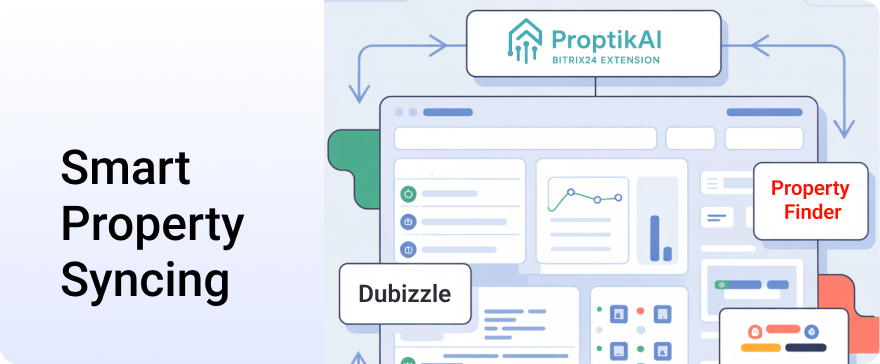 Smart
Property
Syncing
ProptikAI
BITRIX24 EXTENSION
Property
Finder
Dubizzle